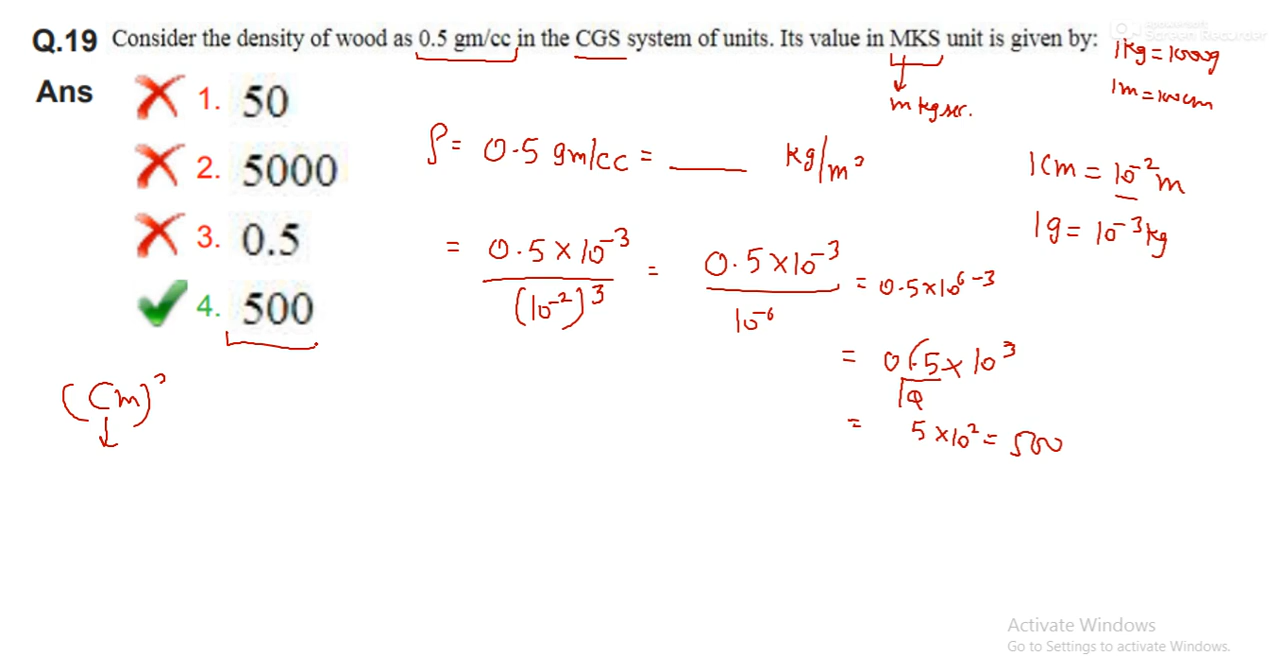 Q.19 Consider the density of wood as 0.5 gm/cc in the CGS system of units. Its value in MKS unit is given by:
Screen Recorder
1kg = 1000g
Ans
1. 50
1m = 100cm
m kg sec.
ρ = 0.5 gm/cc = ____ kg/m³
2. 5000
1cm = 10⁻² m
1g = 10⁻³ kg
3. 0.5
= 0.5 × 10⁻³ / (10⁻²)³ = 0.5 × 10⁻³ / 10⁻⁶ = 0.5 × 10⁶⁻³
4. 500
= 0.5 × 10³
10
(cm)³
= 5 × 10² = 500
Activate Windows
Go to Settings to activate Windows.